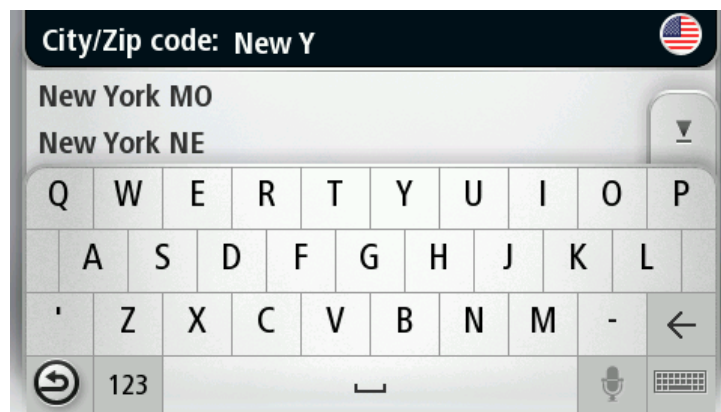 City/Zip code: New Y
New York MO
New York NE
Q W E R T Y U I O P
A S D F G H J K L
' Z X C V B N M -
123